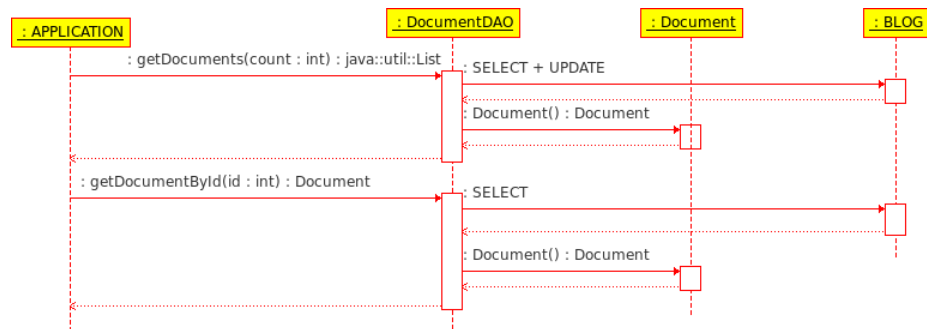 : APPLICATION
: DocumentDAO
: Document
: BLOG
: getDocuments(count : int) : java::util::List
: SELECT + UPDATE
: Document() : Document
: getDocumentById(id : int) : Document
: SELECT
: Document() : Document